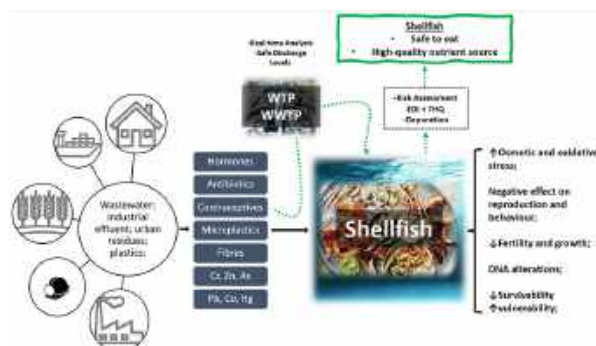 Shellfish
• Safe to eat
• High-quality nutrient source
-Real-time Analysis
-Safe Discharge
Levels
WTP
WWTP
-Risk Assessment
-EDI + THQ
-Depuration
Wastewater;
industrial
effluent; urban
residues;
plastics;
Hormones
Antibiotics
Contraceptives
Microplastics
Fibres
Cr, Zn, As
Pb, Cu, Hg
Shellfish
↑Osmotic and oxidative
stress;
Negative effect on
reproduction and
behaviour;
↓Fertility and growth;
DNA alterations;
↓Survivability
↑vulnerability;